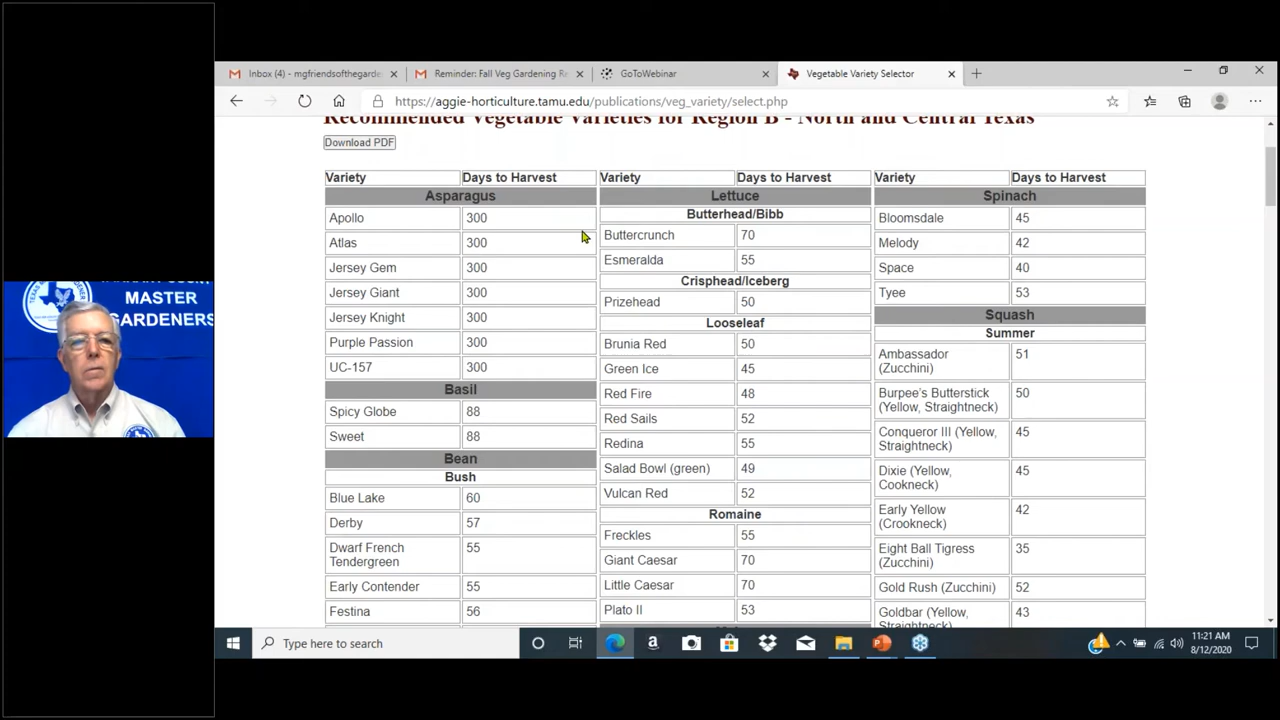 Inbox (4) - mgfriendsofthegarde
Reminder: Fall Veg Gardening Re
GoToWebinar
Vegetable Variety Selector
https://aggie-horticulture.tamu.edu/publications/veg_variety/select.php
Recommended Vegetable Varieties for Region B - North and Central Texas
Download PDF
Variety Days to Harvest
Asparagus
Apollo 300
Atlas 300
Jersey Gem 300
Jersey Giant 300
Jersey Knight 300
Purple Passion 300
UC-157 300
Basil
Spicy Globe 88
Sweet 88
Bean
Bush
Blue Lake 60
Derby 57
Dwarf French
Tendergreen 55
Early Contender 55
Festina 56
Variety Days to Harvest
Lettuce
Butterhead/Bibb
Buttercrunch 70
Esmeralda 55
Crisphead/Iceberg
Prizehead 50
Looseleaf
Brunia Red 50
Green Ice 45
Red Fire 48
Red Sails 52
Redina 55
Salad Bowl (green) 49
Vulcan Red 52
Romaine
Freckles 55
Giant Caesar 70
Little Caesar 70
Plato II 53
Variety Days to Harvest
Spinach
Bloomsdale 45
Melody 42
Space 40
Tyee 53
Squash
Summer
Ambassador 51
(Zucchini)
Burpee's Butterstick 50
(Yellow, Straightneck)
Conqueror III (Yellow, 45
Straightneck)
Dixie (Yellow, 45
Cookneck)
Early Yellow 42
(Crookneck)
Eight Ball Tigress 35
(Zucchini)
Gold Rush (Zucchini) 52
Goldbar (Yellow, 43
Straightneck)
MASTER
GARDENERS
Type here to search
11:21 AM
8/12/2020